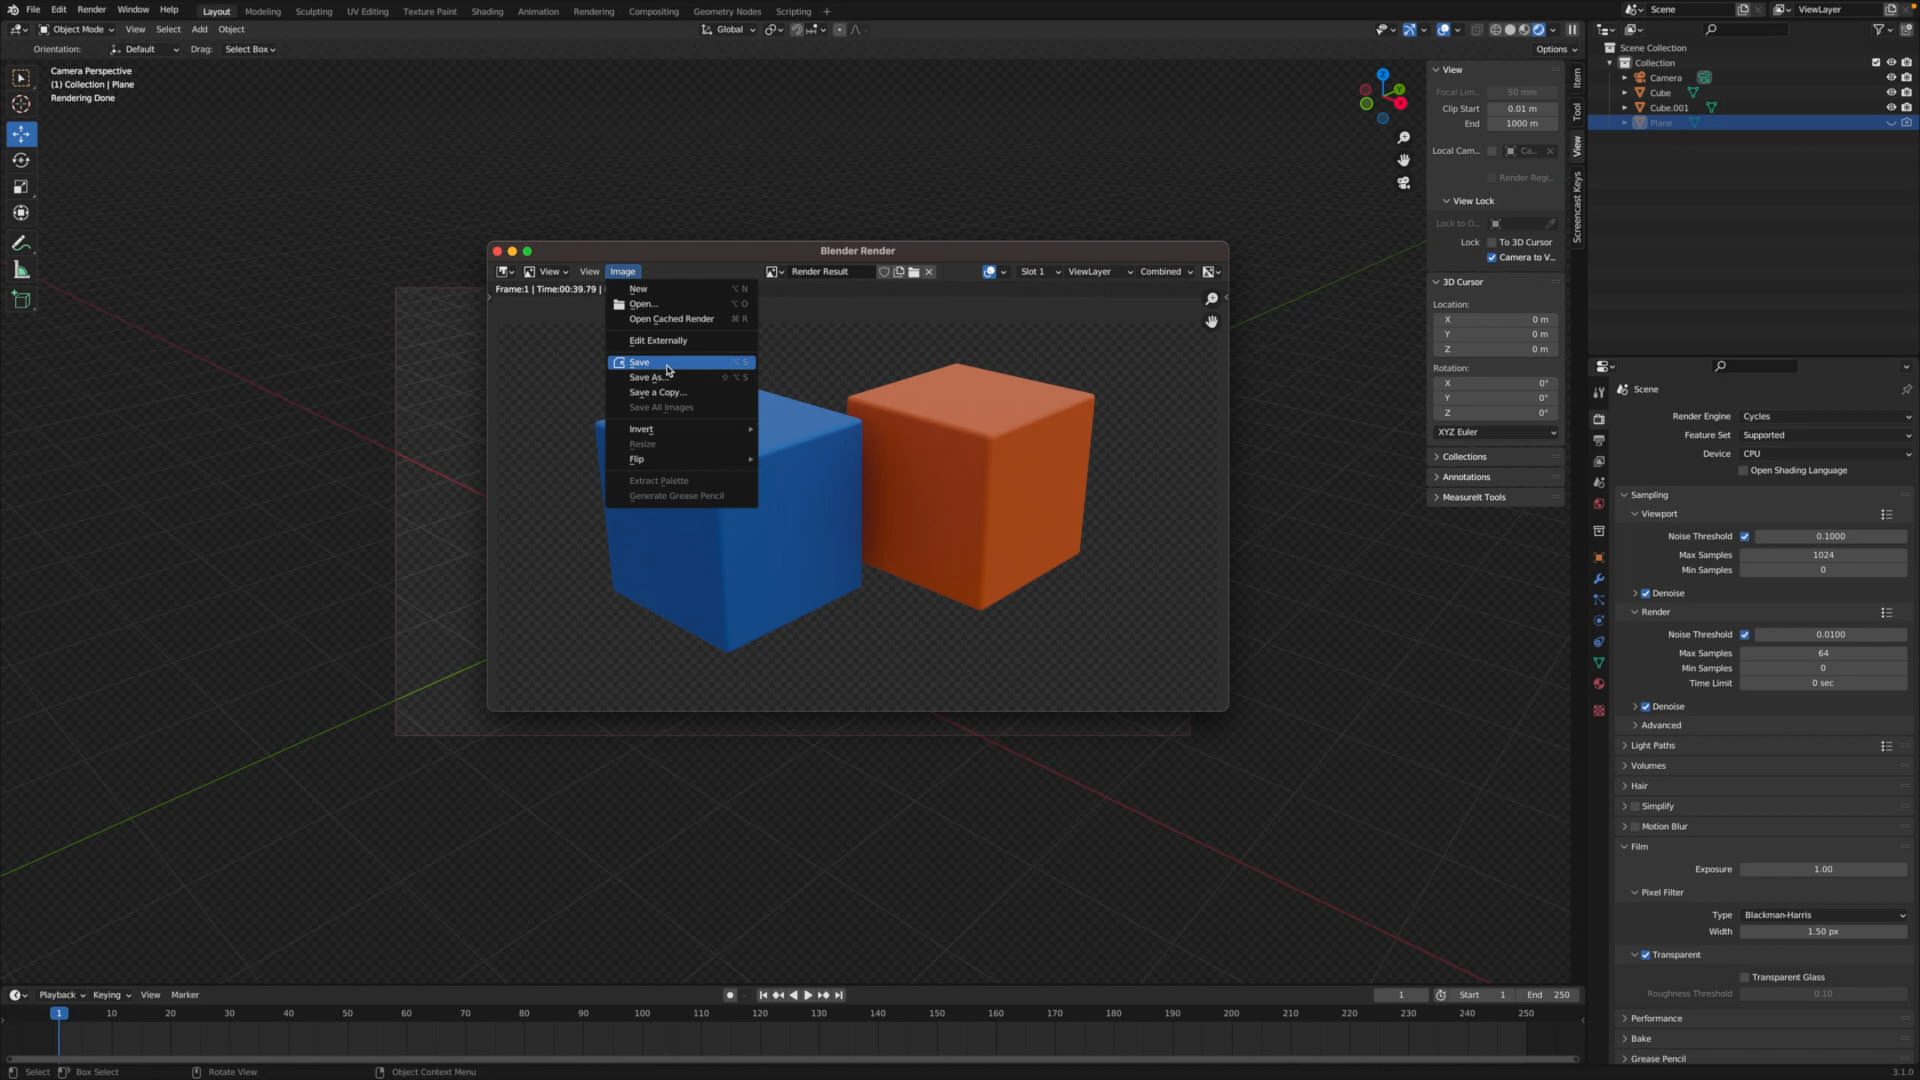 File Edit Render Window Help Layout Modeling Sculpting UV Editing Texture Paint Shading Animation Rendering Compositing Geometry Nodes Scripting + Scene ViewLayer
Object Mode View Select Add Object Global
Orientation: Default Drag: Select Box Options
Camera Perspective
(1) Collection | Plane
Rendering Done
View
Focal Len... 50 mm
Clip Start 0.01 m
End 1000 m
Local Cam... Ca...
Render Regi...
View Lock
Lock to O...
Lock To 3D Cursor
Camera to V...
3D Cursor
Location:
X 0 m
Y 0 m
Z 0 m
Rotation:
X 0°
Y 0°
Z 0°
XYZ Euler
Collections
Annotations
MeasureIt Tools
Item
Tool
View
Screencast Keys
Z
Y
X
Blender Render
View View Image Render Result Slot 1 ViewLayer Combined
Frame:1 | Time:00:39.79 |
New ⌥ N
Open... ⌥ O
Open Cached Render ⌘ R
Edit Externally
Save ⌥ S
Save As... ⇧ ⌥ S
Save a Copy...
Save All Images
Invert
Resize
Flip
Extract Palette
Generate Grease Pencil
Scene Collection
Collection
Camera
Cube
Cube.001
Plane
Scene
Render Engine Cycles
Feature Set Supported
Device CPU
Open Shading Language
Sampling
Viewport
Noise Threshold 0.1000
Max Samples 1024
Min Samples 0
Denoise
Render
Noise Threshold 0.0100
Max Samples 64
Min Samples 0
Time Limit 0 sec
Denoise
Advanced
Light Paths
Volumes
Hair
Simplify
Motion Blur
Film
Exposure 1.00
Pixel Filter
Type Blackman-Harris
Width 1.50 px
Transparent
Transparent Glass
Roughness Threshold 0.10
Performance
Bake
Grease Pencil
Playback Keying View Marker 1 Start 1 End 250
1 10 20 30 40 50 60 70 80 90 100 110 120 130 140 150 160 170 180 190 200 210 220 230 240 250
Select Box Select Rotate View Object Context Menu 3.1.0